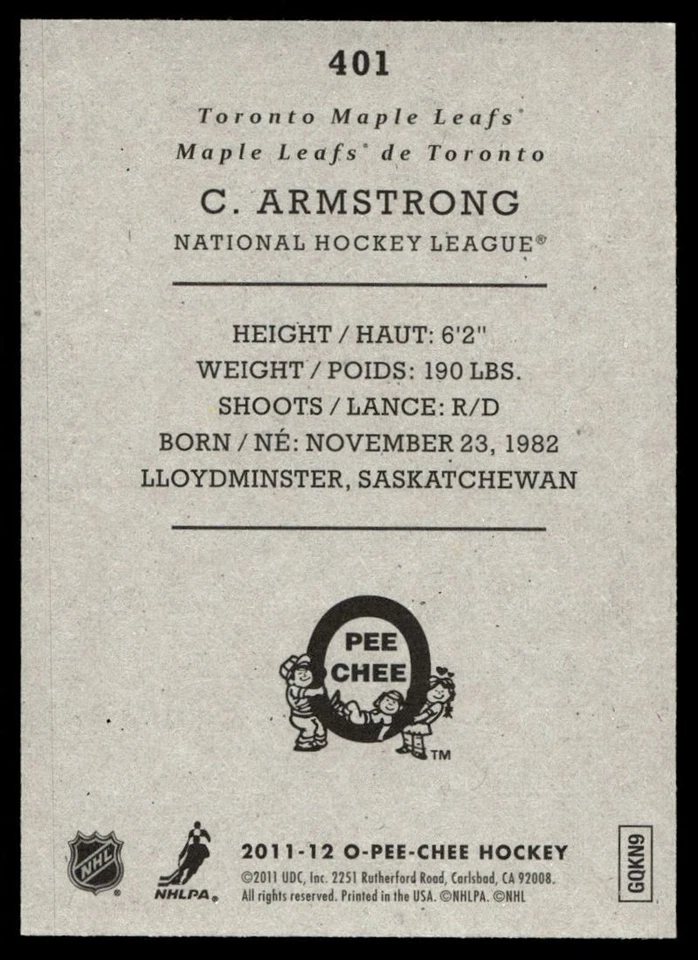 401
Toronto Maple Leafs®
Maple Leafs® de Toronto
C. ARMSTRONG
NATIONAL HOCKEY LEAGUE®
HEIGHT / HAUT: 6'2"
WEIGHT / POIDS: 190 LBS.
SHOOTS / LANCE: R/D
BORN / NÉ: NOVEMBER 23, 1982
LLOYDMINSTER, SASKATCHEWAN
O
PEE
CHEE
TM
NHL®
NHLPA®
2011-12 O-PEE-CHEE HOCKEY
©2011 UDC, Inc. 2251 Rutherford Road, Carlsbad, CA 92008.
All rights reserved. Printed in the USA. ©NHLPA. ©NHL
GQKN9